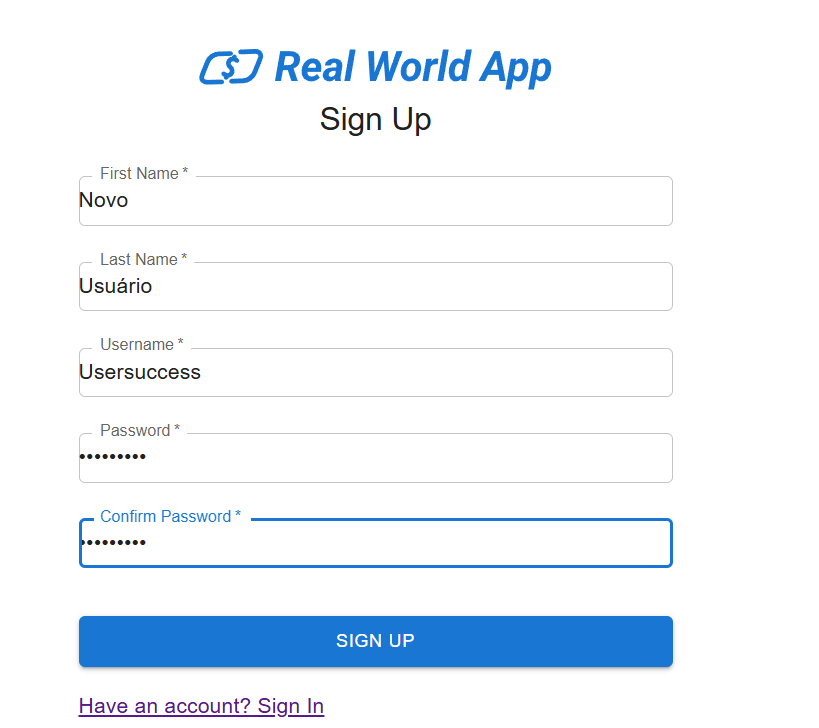 Real World App
Sign Up
First Name *
Novo
Last Name *
Usuário
Username *
Usersuccess
Password *
•••••••••
Confirm Password *
•••••••••
SIGN UP
Have an account? Sign In